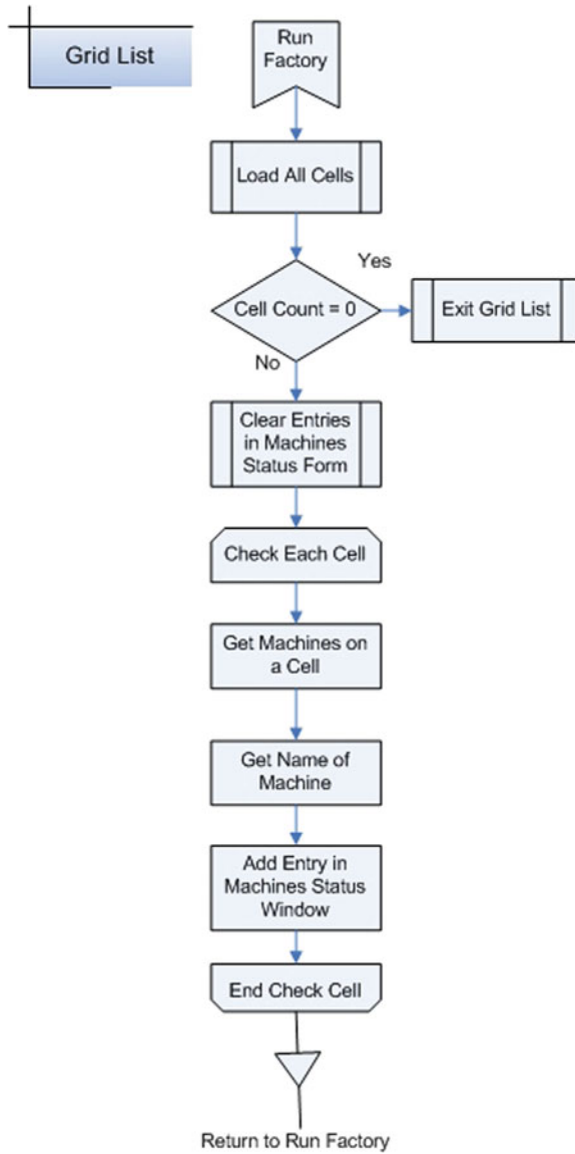 Grid List
Run
Factory
Load All Cells
Yes
Cell Count = 0
Exit Grid List
No
Clear Entries
in Machines
Status Form
Check Each Cell
Get Machines on
a Cell
Get Name of
Machine
Add Entry in
Machines Status
Window
End Check Cell
Return to Run Factory